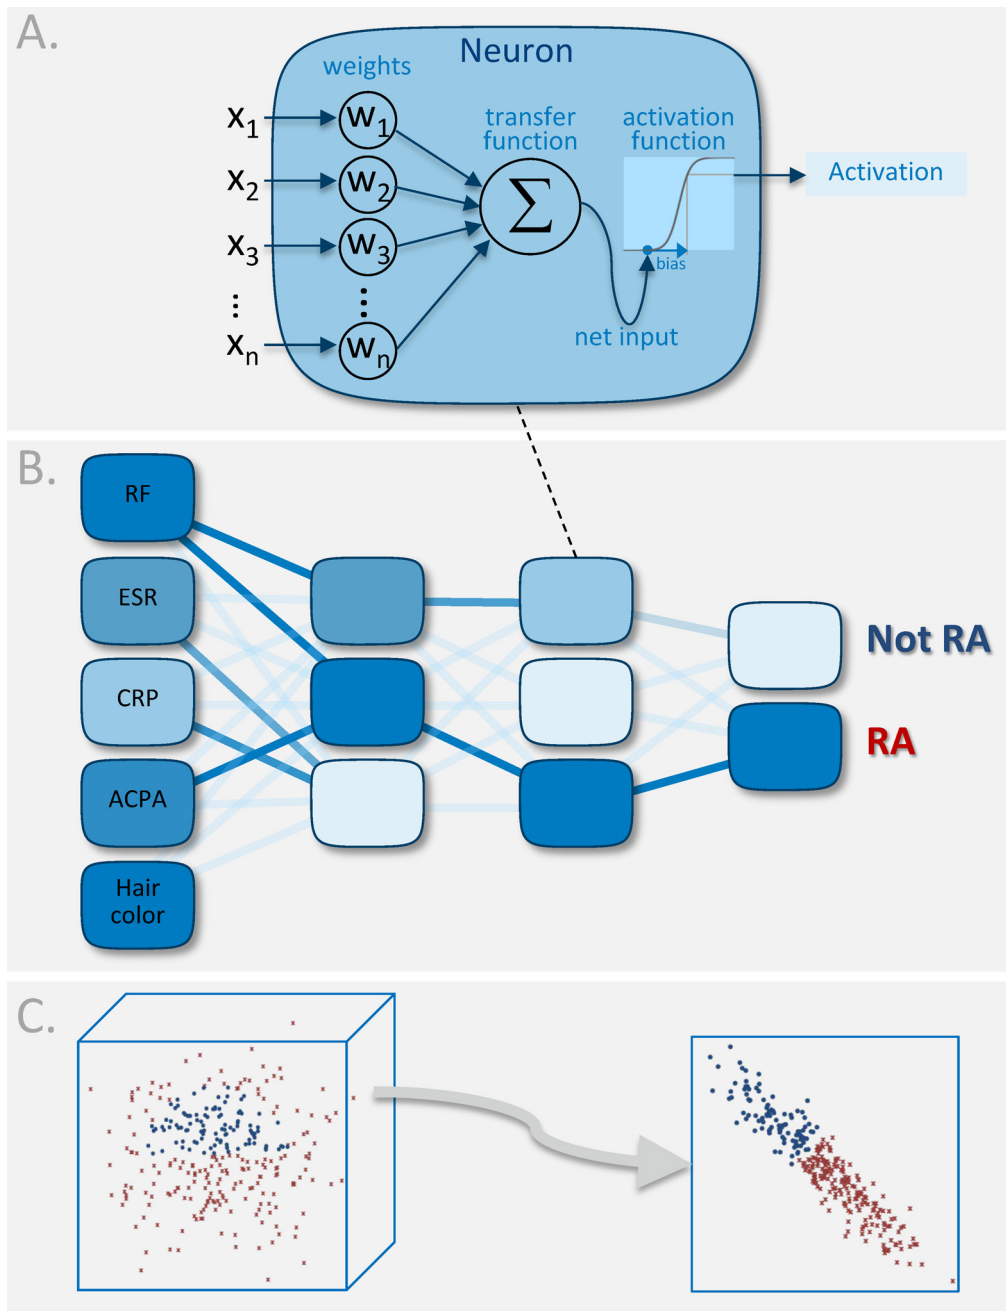 A.
Neuron
weights
x1
w1
transfer
function
activation
function
x2
w2
Σ
Activation
x3
w3
bias
...
...
xn
wn
net input
B.
RF
ESR
CRP
ACPA
Hair
color
Not RA
RA
C.